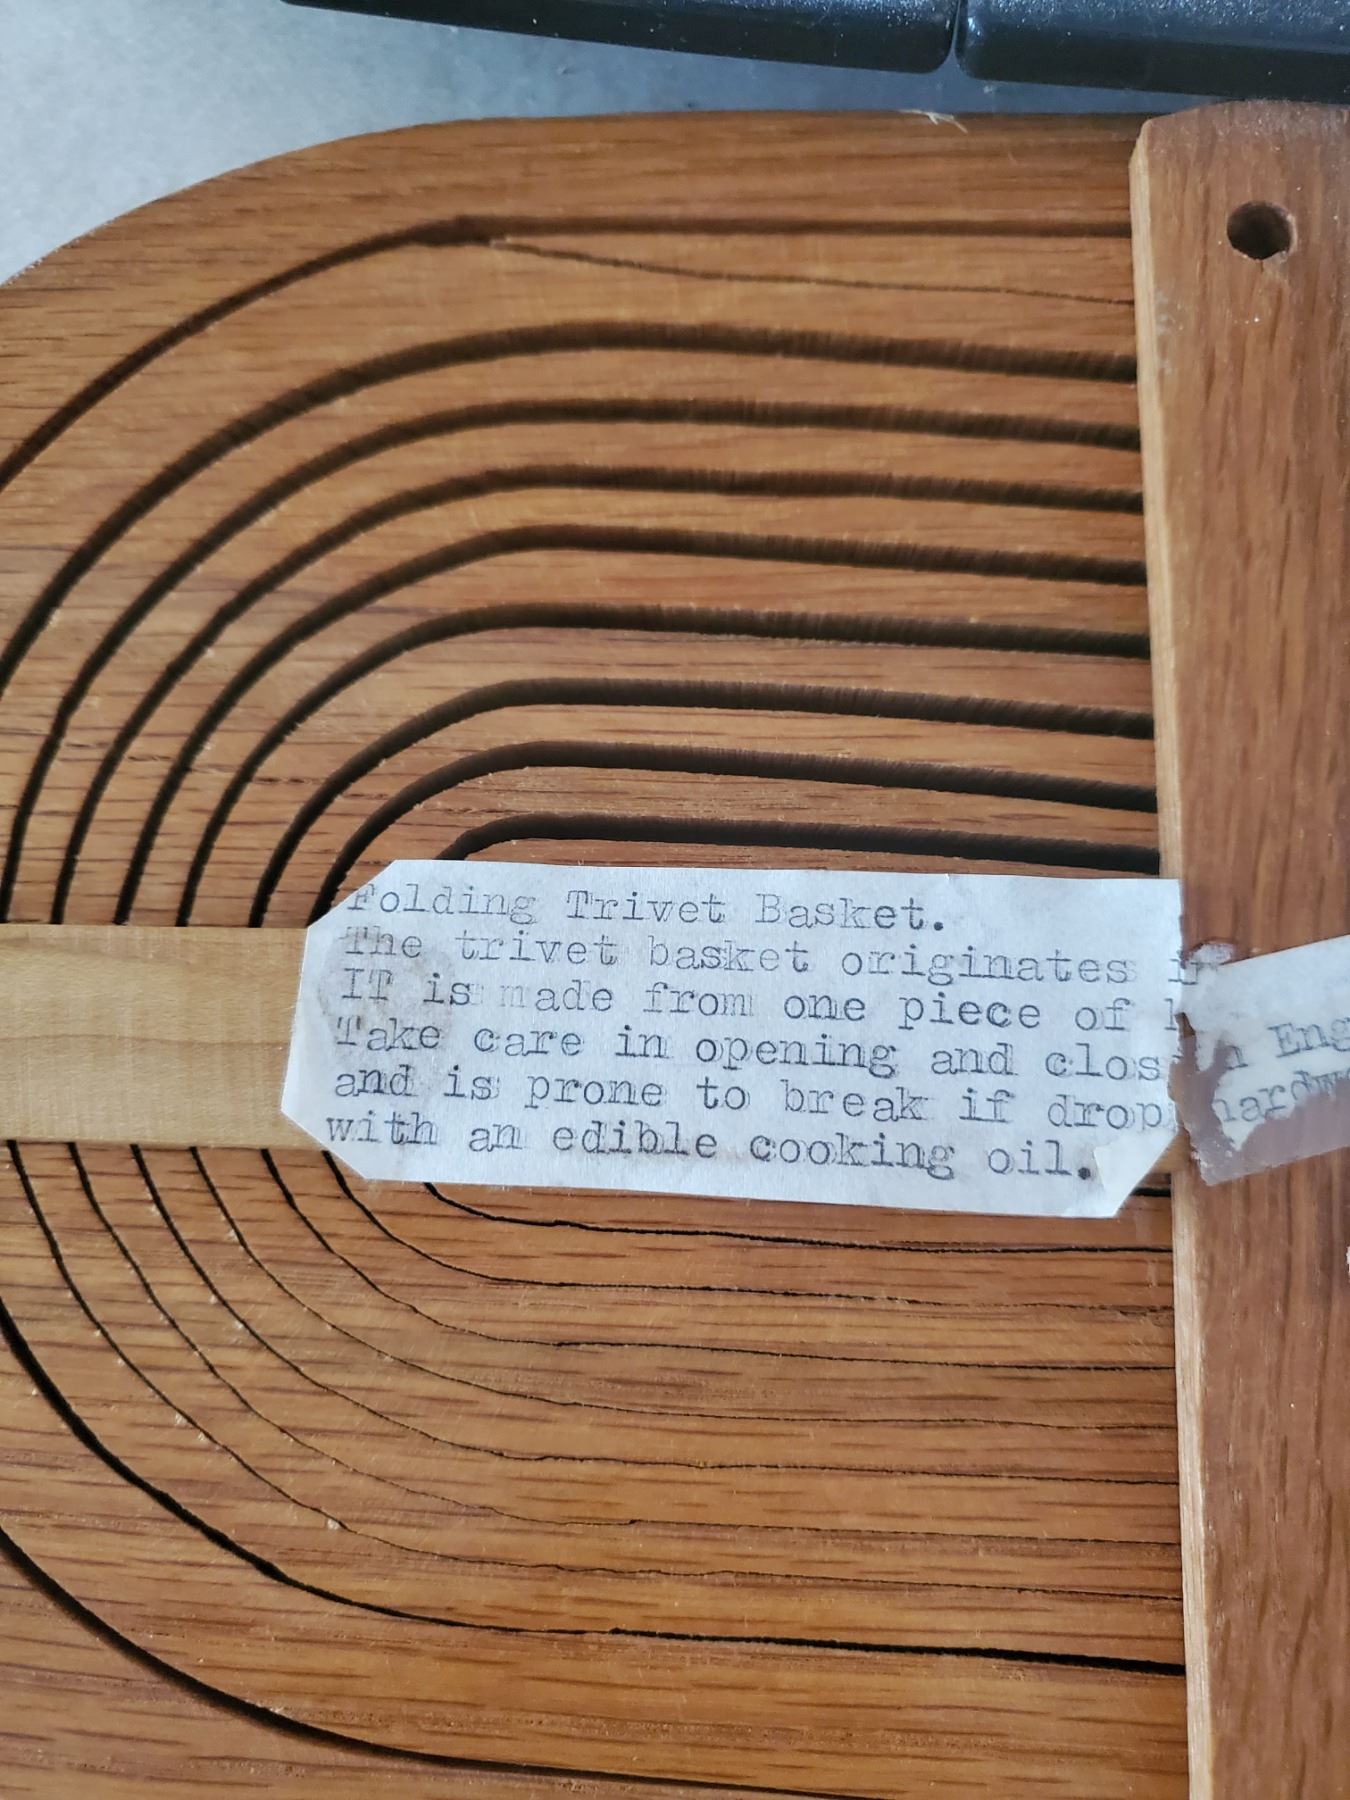 Folding Trivet Basket.
The trivet basket originates
IT is made from one piece of
Take care in opening and clos
and is prone to break if drop
with an edible cooking oil.
n Eng
hardw